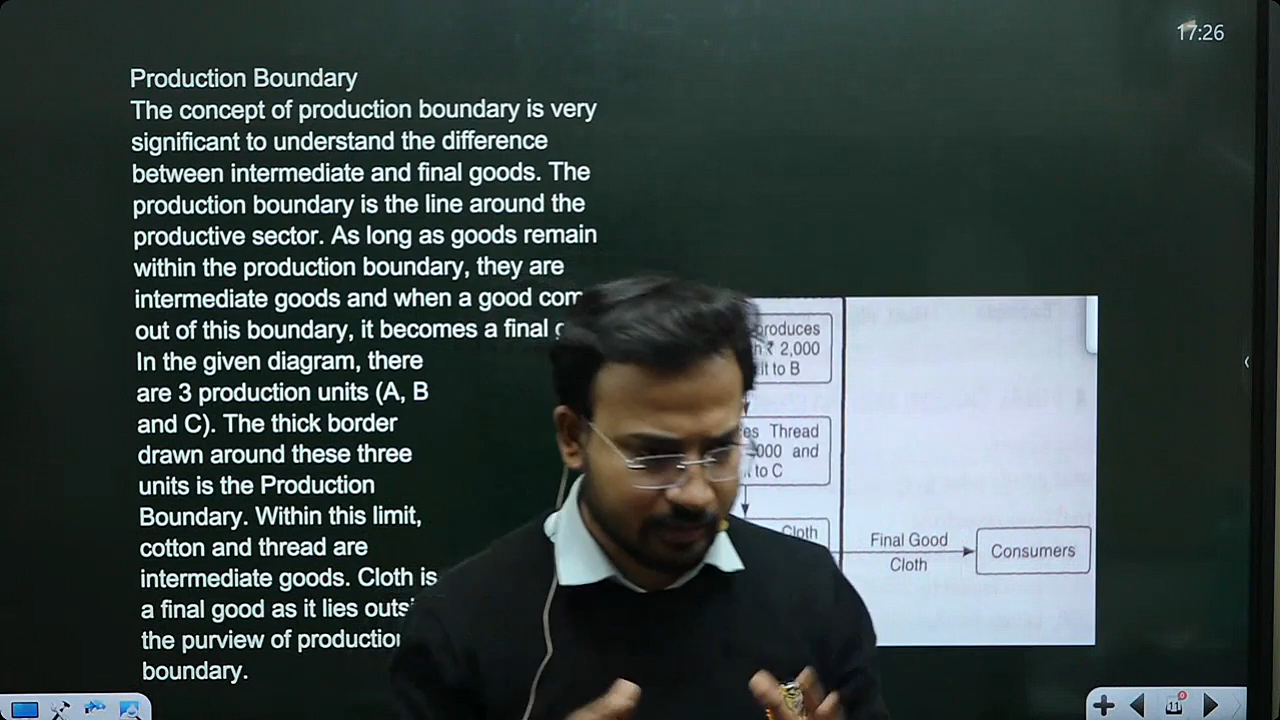 17:26
Production Boundary
The concept of production boundary is very
significant to understand the difference
between intermediate and final goods. The
production boundary is the line around the
productive sector. As long as goods remain
within the production boundary, they are
intermediate goods and when a good
out of this boundary, it becomes a final
In the given diagram, there
are 3 production units (A, B
and C). The thick border
drawn around these three
units is the Production
Boundary. Within this limit,
cotton and thread are
intermediate goods. Cloth is
a final good as it lies
the purview of
boundary.
produces
₹ 2,000
to B
Thread
and
to C
Cloth
Final Good
Cloth
Consumers
11